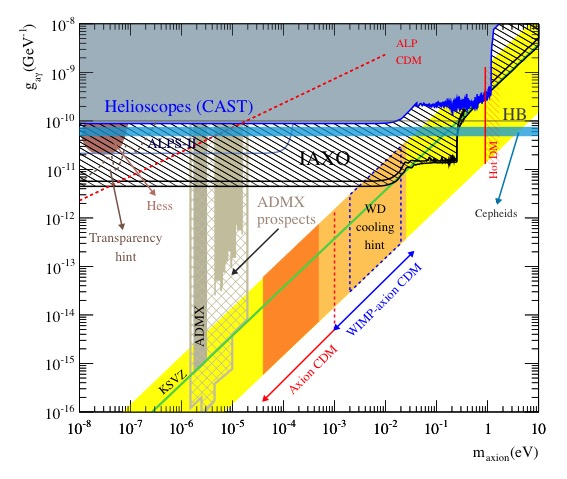 g_aγ(GeV⁻¹)
10⁻⁸
10⁻⁹
10⁻¹⁰
10⁻¹¹
10⁻¹²
10⁻¹³
10⁻¹⁴
10⁻¹⁵
10⁻¹⁶
ALP
CDM
Helioscopes (CAST)
HB
ALPS-II
IAXO
Hot DM
Hess
Transparency
hint
ADMX
prospects
WD
cooling
hint
Cepheids
WIMP-axion CDM
Axion CDM
ADMX
KSVZ
10⁻⁸ 10⁻⁷ 10⁻⁶ 10⁻⁵ 10⁻⁴ 10⁻³ 10⁻² 10⁻¹ 1 10
m_axion(eV)